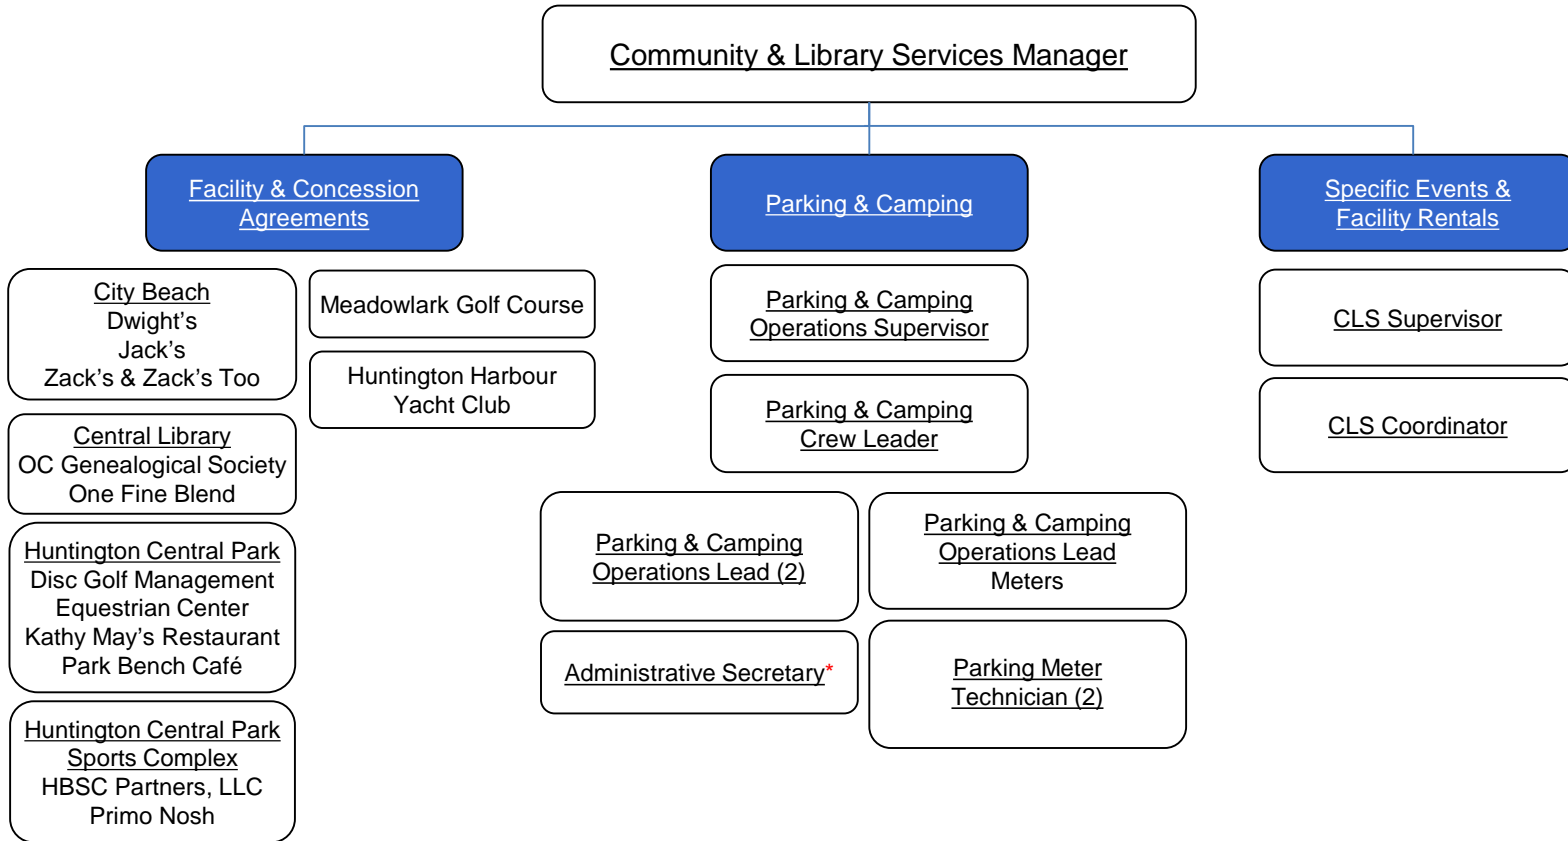 Community & Library Services Manager
Facility & Concession
Agreements
Parking & Camping
Specific Events &
Facility Rentals
City Beach
Dwight’s
Jack’s
Zack’s & Zack’s Too
Meadowlark Golf Course
Huntington Harbour
Yacht Club
Central Library
OC Genealogical Society
One Fine Blend
Huntington Central Park
Disc Golf Management
Equestrian Center
Kathy May’s Restaurant
Park Bench Café
Huntington Central Park
Sports Complex
HBSC Partners, LLC
Primo Nosh
Parking & Camping
Operations Supervisor
Parking & Camping
Crew Leader
Parking & Camping
Operations Lead (2)
Parking & Camping
Operations Lead
Meters
Administrative Secretary*
Parking Meter
Technician (2)
CLS Supervisor
CLS Coordinator